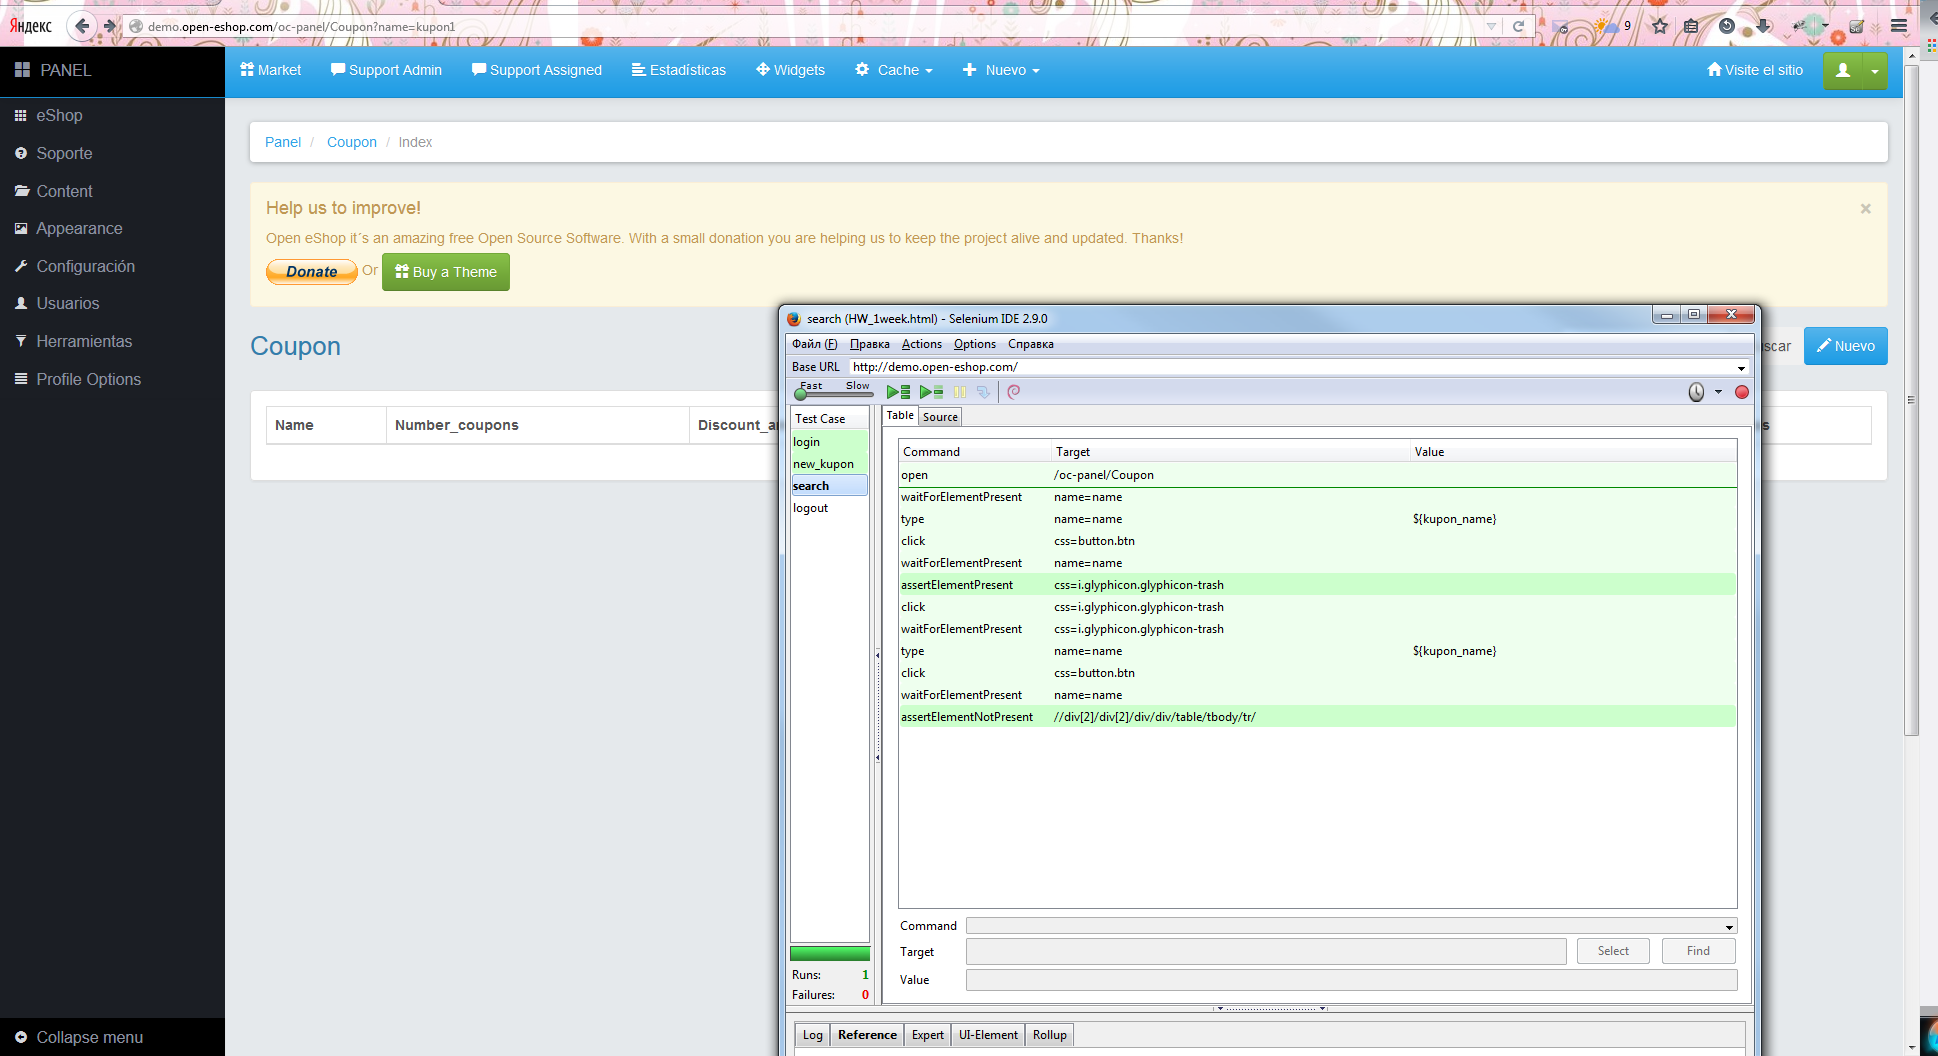 Яндекс
demo.open-eshop.com/oc-panel/Coupon?name=kupon1
9
PANEL
eShop
Soporte
Content
Appearance
Configuración
Usuarios
Herramientas
Profile Options
Collapse menu
Market
Support Admin
Support Assigned
Estadísticas
Widgets
Cache
Nuevo
Visite el sitio
Panel / Coupon / Index
Help us to improve!
×
Open eShop it´s an amazing free Open Source Software. With a small donation you are helping us to keep the project alive and updated. Thanks!
Donate Or Buy a Theme
Coupon
scar
Nuevo
Name Number_coupons Discount_a
s
search (HW_1week.html) - Selenium IDE 2.9.0
Файл (F) Правка Actions Options Справка
Base URL http://demo.open-eshop.com/
Fast Slow
Test Case
login
new_kupon
search
logout
Runs: 1
Failures: 0
Table Source
Command Target Value
open /oc-panel/Coupon
waitForElementPresent name=name
type name=name ${kupon_name}
click css=button.btn
waitForElementPresent name=name
assertElementPresent css=i.glyphicon.glyphicon-trash
click css=i.glyphicon.glyphicon-trash
waitForElementPresent css=i.glyphicon.glyphicon-trash
type name=name ${kupon_name}
click css=button.btn
waitForElementPresent name=name
assertElementNotPresent //div[2]/div[2]/div/div/table/tbody/tr/
Command
Target Select Find
Value
Log Reference Expert UI-Element Rollup